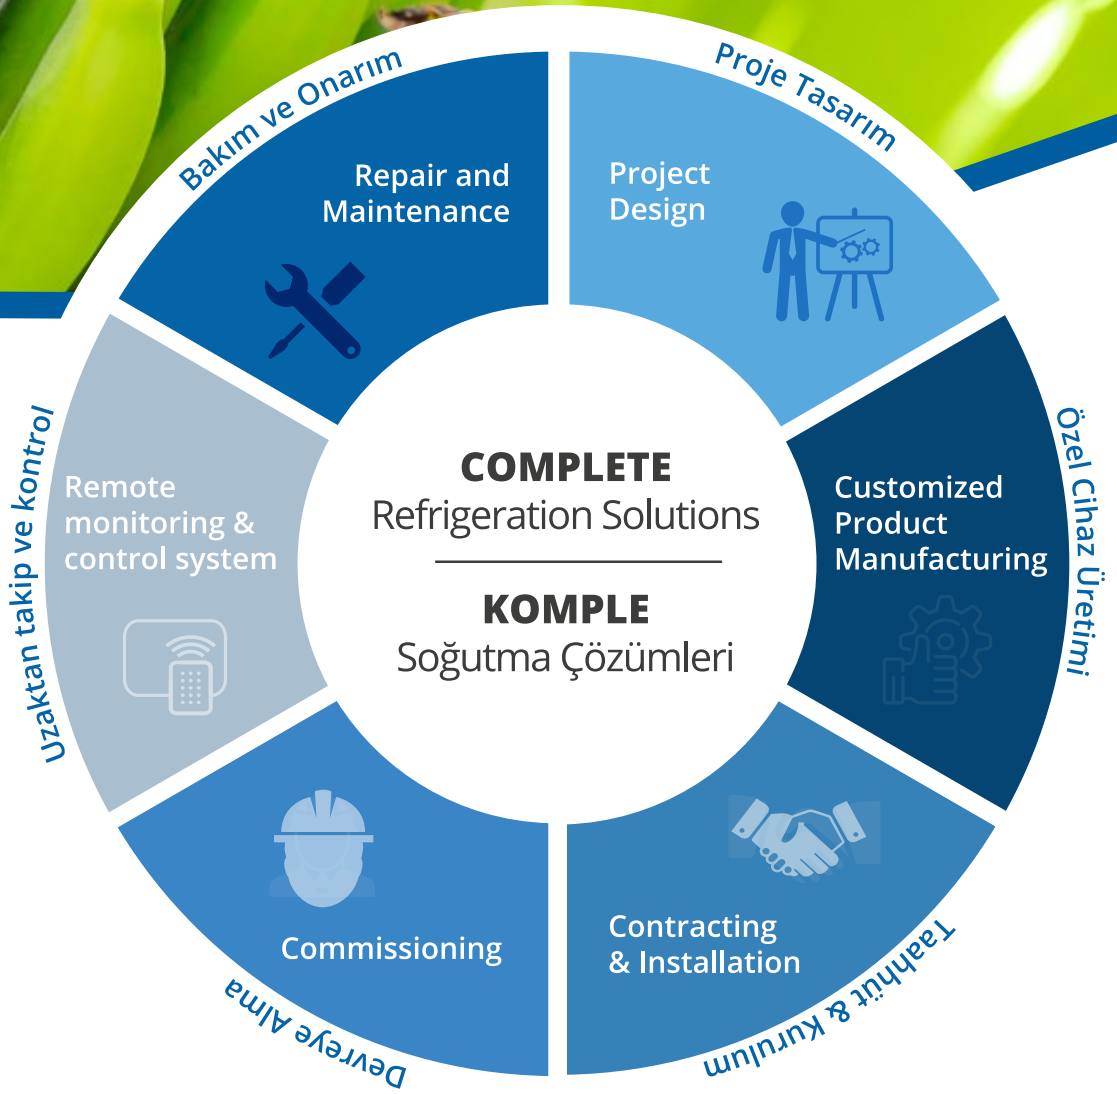 Bakım ve Onarım
Proje Tasarım
Repair and
Maintenance
Project
Design
Özel Cihaz Üretimi
Customized
Product
Manufacturing
Uzaktan takip ve kontrol
Remote
monitoring &
control system
COMPLETE
Refrigeration Solutions
KOMPLE
Soğutma Çözümleri
Commissioning
Devreye Alma
Contracting
& Installation
Taahhüt & Kurulum